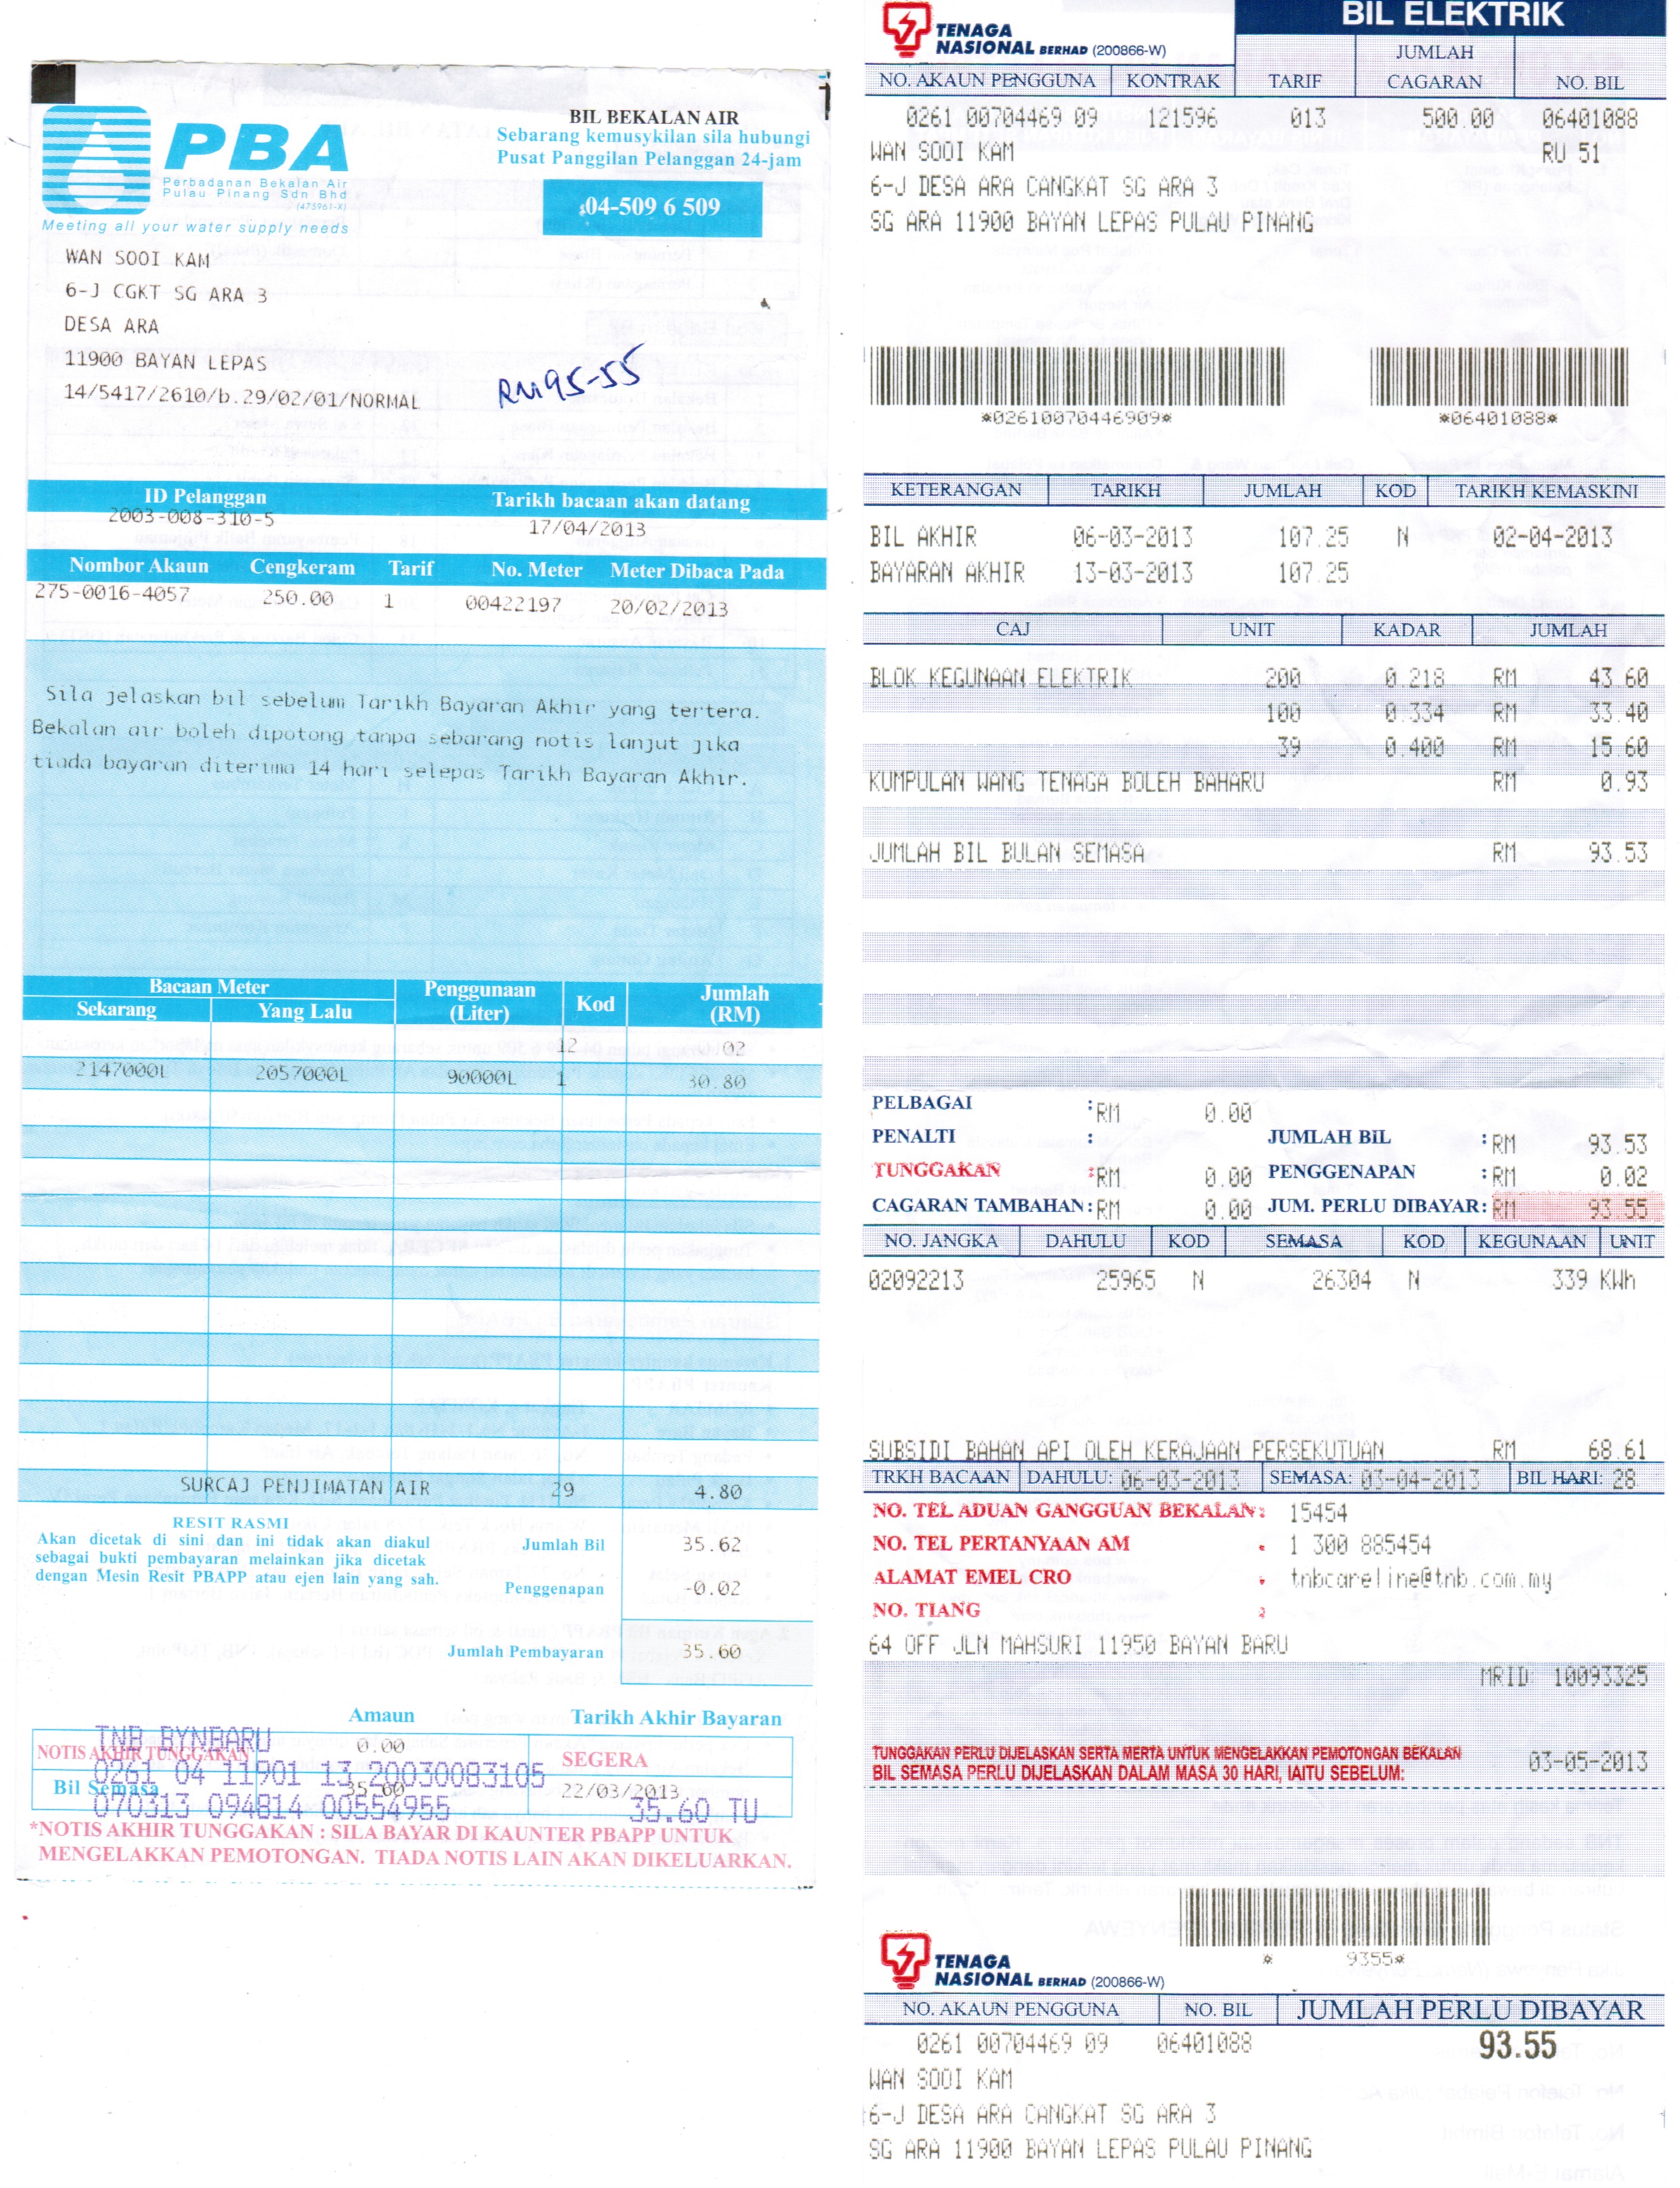 PBA
Perbadanan Bekalan Air
Pulau Pinang Sdn Bhd
(475961-X)
Meeting all your water supply needs
BIL BEKALAN AIR
Sebarang kemusykilan sila hubungi
Pusat Panggilan Pelanggan 24-jam
04-509 6 509
WAN SOOI KAM
6-J CGKT SG ARA 3
DESA ARA
11900 BAYAN LEPAS
14/5417/2610/b.29/02/01/NORMAL
RM95-55
ID Pelanggan Tarikh bacaan akan datang
2003-008-310-5 17/04/2013
Nombor Akaun Cengkeram Tarif No. Meter Meter Dibaca Pada
275-0016-4057 250.00 1 00422197 20/02/2013
Sila jelaskan bil sebelum Tarikh Bayaran Akhir yang tertera.
Bekalan air boleh dipotong tanpa sebarang notis lanjut jika
tiada bayaran diterima 14 hari selepas Tarikh Bayaran Akhir.
Bacaan Meter Penggunaan (Liter) Kod Jumlah (RM)
Sekarang Yang Lalu
12 .02
2147000L 2057000L 90000L 1 30.80
SURCAJ PENJIMATAN AIR 29 4.80
RESIT RASMI
Akan dicetak di sini dan ini tidak akan diakui
sebagai bukti pembayaran melainkan jika dicetak
dengan Mesin Resit PBAPP atau ejen lain yang sah.
Jumlah Bil 35.62
Penggenapan -0.02
Jumlah Pembayaran 35.60
Amaun Tarikh Akhir Bayaran
NOTIS AKHIR TUNGGAKAN 0.00 SEGERA
Bil Semasa 35.60 22/03/2013
TNB BYNBARU
0261 04 11901 13 20030083105
070313 094814 00554955 35.60 TU
*NOTIS AKHIR TUNGGAKAN : SILA BAYAR DI KAUNTER PBAPP UNTUK
MENGELAKKAN PEMOTONGAN. TIADA NOTIS LAIN AKAN DIKELUARKAN.
TENAGA
NASIONAL BERHAD (200866-W)
BIL ELEKTRIK
NO. AKAUN PENGGUNA KONTRAK TARIF JUMLAH CAGARAN NO. BIL
0261 00704469 09 121596 013 500.00 06401088
WAN SOOI KAM RU 51
6-J DESA ARA CANGKAT SG ARA 3
SG ARA 11900 BAYAN LEPAS PULAU PINANG
*02610070446909* *06401088*
KETERANGAN TARIKH JUMLAH KOD TARIKH KEMASKINI
BIL AKHIR 06-03-2013 107.25 N 02-04-2013
BAYARAN AKHIR 13-03-2013 107.25
CAJ UNIT KADAR JUMLAH
BLOK KEGUNAAN ELEKTRIK 200 0.218 RM 43.60
100 0.334 RM 33.40
39 0.400 RM 15.60
KUMPULAN WANG TENAGA BOLEH BAHARU RM 0.93
JUMLAH BIL BULAN SEMASA RM 93.53
PELBAGAI :RM 0.00
PENALTI : JUMLAH BIL :RM 93.53
TUNGGAKAN :RM 0.00 PENGGENAPAN :RM 0.02
CAGARAN TAMBAHAN:RM 0.00 JUM. PERLU DIBAYAR:RM 93.55
NO. JANGKA DAHULU KOD SEMASA KOD KEGUNAAN UNIT
02092213 25965 N 26304 N 339 KWh
SUBSIDI BAHAN API OLEH KERAJAAN PERSEKUTUAN RM 68.61
TRKH BACAAN DAHULU: 06-03-2013 SEMASA: 03-04-2013 BIL HARI: 28
NO. TEL ADUAN GANGGUAN BEKALAN: 15454
NO. TEL PERTANYAAN AM : 1 300 885454
ALAMAT EMEL CRO : tnbcareline@tnb.com.my
NO. TIANG :
64 OFF JLN MAHSURI 11950 BAYAN BARU
MRID: 10093325
TUNGGAKAN PERLU DIJELASKAN SERTA MERTA UNTUK MENGELAKKAN PEMOTONGAN BEKALAN
BIL SEMASA PERLU DIJELASKAN DALAM MASA 30 HARI, IAITU SEBELUM: 03-05-2013
* 9355*
TENAGA
NASIONAL BERHAD (200866-W)
NO. AKAUN PENGGUNA NO. BIL JUMLAH PERLU DIBAYAR
0261 00704469 09 06401088 93.55
WAN SOOI KAM
6-J DESA ARA CANGKAT SG ARA 3
SG ARA 11900 BAYAN LEPAS PULAU PINANG